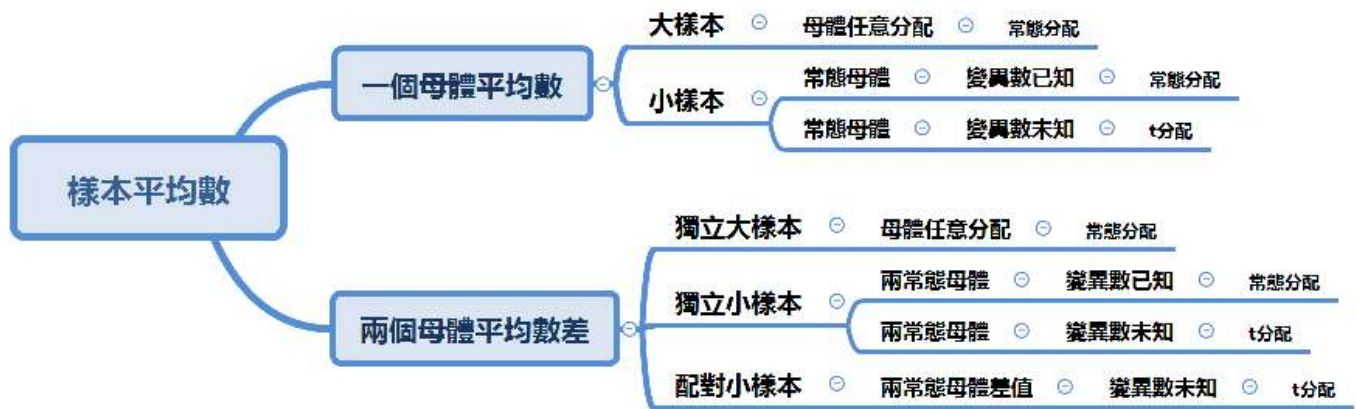 樣本平均數
一個母體平均數
大樣本 母體任意分配 常態分配
小樣本
常態母體 變異數已知 常態分配
常態母體 變異數未知 t分配
兩個母體平均數差
獨立大樣本 母體任意分配 常態分配
獨立小樣本
兩常態母體 變異數已知 常態分配
兩常態母體 變異數未知 t分配
配對小樣本 兩常態母體差值 變異數未知 t分配